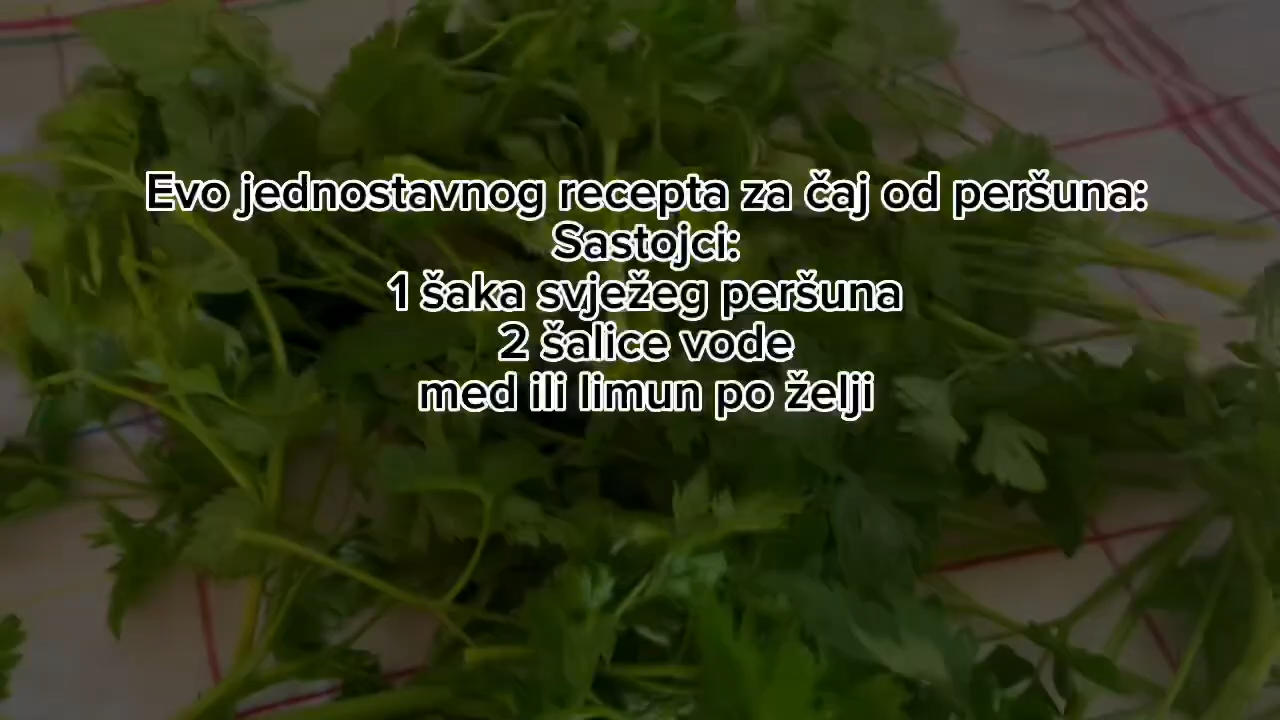 Evo jednostavnog recepta za čaj od peršuna:
Sastojci:
1 šaka svježeg peršuna
2 šalice vode
med ili limun po želji